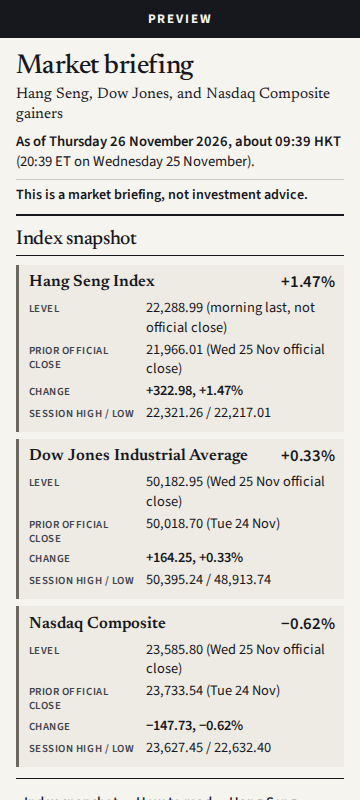 PREVIEW
Market briefing
Hang Seng, Dow Jones, and Nasdaq Composite
gainers
As of Thursday 26 November 2026, about 09:39 HKT
(20:39 ET on Wednesday 25 November).
This is a market briefing, not investment advice.
Index snapshot
Hang Seng Index +1.47%
LEVEL 22,288.99 (morning last, not
official close)
PRIOR OFFICIAL CLOSE 21,966.01 (Wed 25 Nov official
close)
CHANGE +322.98, +1.47%
SESSION HIGH / LOW 22,321.26 / 22,217.01
Dow Jones Industrial Average +0.33%
LEVEL 50,182.95 (Wed 25 Nov official
close)
PRIOR OFFICIAL CLOSE 50,018.70 (Tue 24 Nov)
CHANGE +164.25, +0.33%
SESSION HIGH / LOW 50,395.24 / 48,913.74
Nasdaq Composite −0.62%
LEVEL 23,585.80 (Wed 25 Nov official
close)
PRIOR OFFICIAL CLOSE 23,733.54 (Tue 24 Nov)
CHANGE −147.73, −0.62%
SESSION HIGH / LOW 23,627.45 / 22,632.40